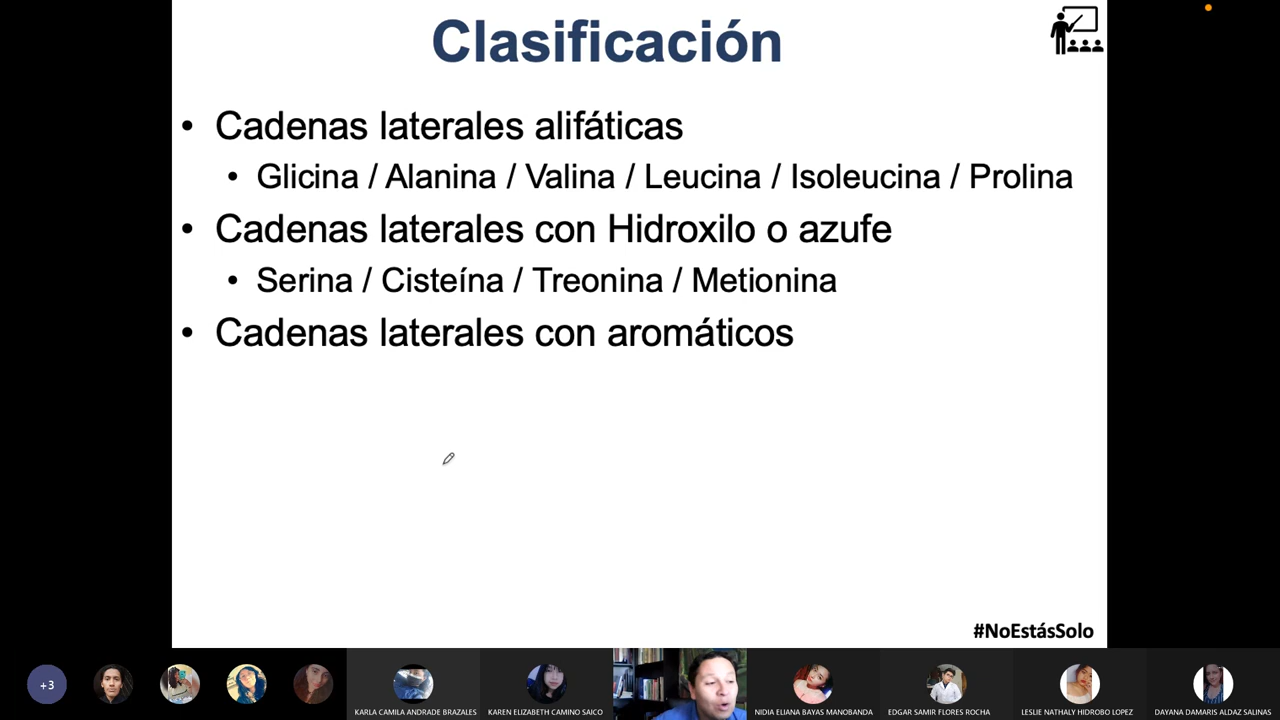 Clasificación
• Cadenas laterales alifáticas
• Glicina / Alanina / Valina / Leucina / Isoleucina / Prolina
• Cadenas laterales con Hidroxilo o azufe
• Serina / Cisteína / Treonina / Metionina
• Cadenas laterales con aromáticos
#NoEstásSolo
+3
KARLA CAMILA ANDRADE BRAZALES
KAREN ELIZABETH CAMINO SAICO
NIDIA ELIANA BAYAS MANOBANDA
EDGAR SAMIR FLORES ROCHA
LESLIE NATHALY HIDROBO LOPEZ
DAYANA DAMARIS ALDAZ SALINAS